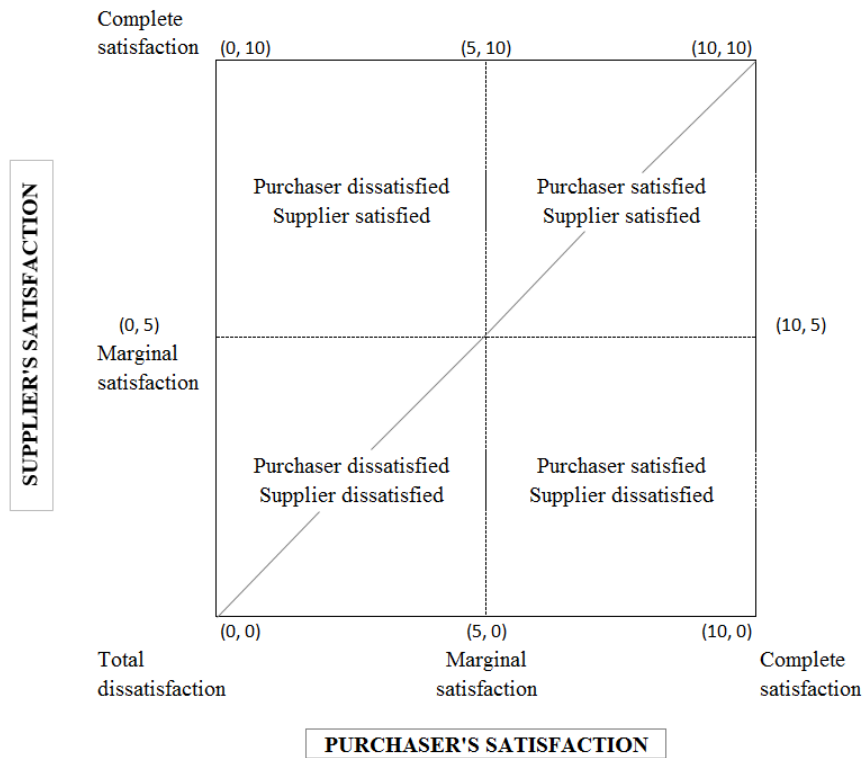 Complete
satisfaction
(0, 10)
(5, 10)
(10, 10)
SUPPLIER'S SATISFACTION
Purchaser dissatisfied
Supplier satisfied
Purchaser satisfied
Supplier satisfied
(0, 5)
Marginal
satisfaction
(10, 5)
Purchaser dissatisfied
Supplier dissatisfied
Purchaser satisfied
Supplier dissatisfied
(0, 0)
(5, 0)
(10, 0)
Total
dissatisfaction
Marginal
satisfaction
Complete
satisfaction
PURCHASER'S SATISFACTION